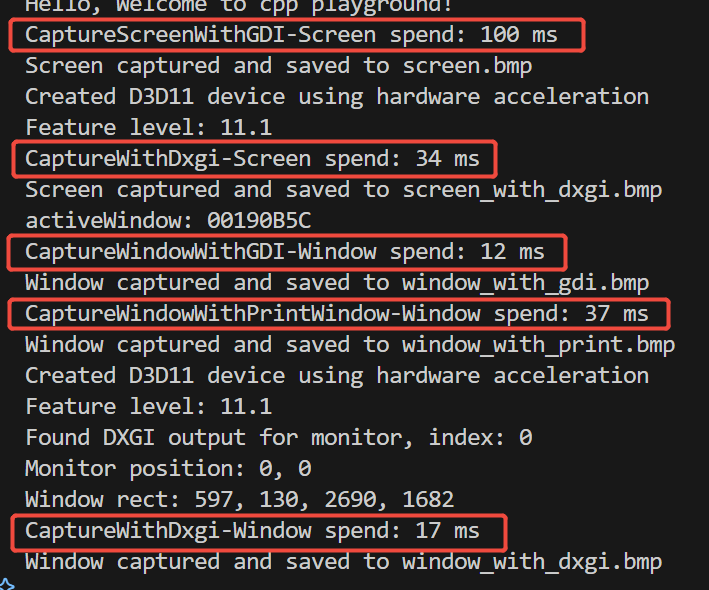 Hello, Welcome to cpp playground!
CaptureScreenWithGDI-Screen spend: 100 ms
Screen captured and saved to screen.bmp
Created D3D11 device using hardware acceleration
Feature level: 11.1
CaptureWithDxgi-Screen spend: 34 ms
Screen captured and saved to screen_with_dxgi.bmp
activeWindow: 00190B5C
CaptureWindowWithGDI-Window spend: 12 ms
Window captured and saved to window_with_gdi.bmp
CaptureWindowWithPrintWindow-Window spend: 37 ms
Window captured and saved to window_with_print.bmp
Created D3D11 device using hardware acceleration
Feature level: 11.1
Found DXGI output for monitor, index: 0
Monitor position: 0, 0
Window rect: 597, 130, 2690, 1682
CaptureWithDxgi-Window spend: 17 ms
Window captured and saved to window_with_dxgi.bmp